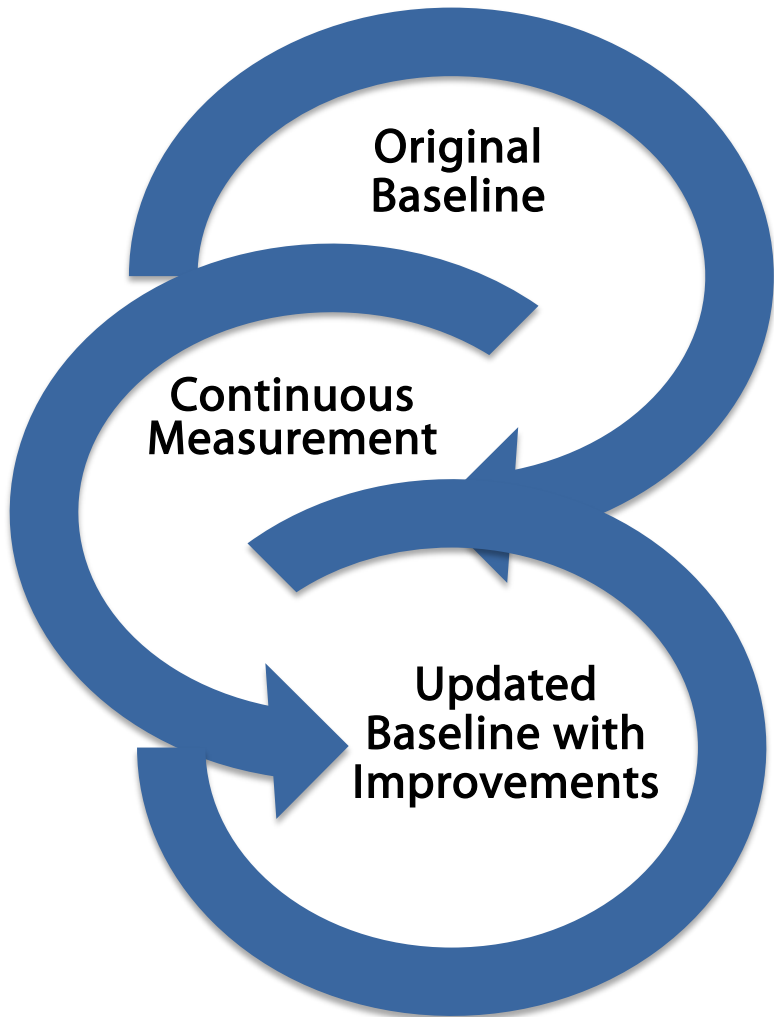 Original
Baseline
Continuous
Measurement
Updated
Baseline with
Improvements